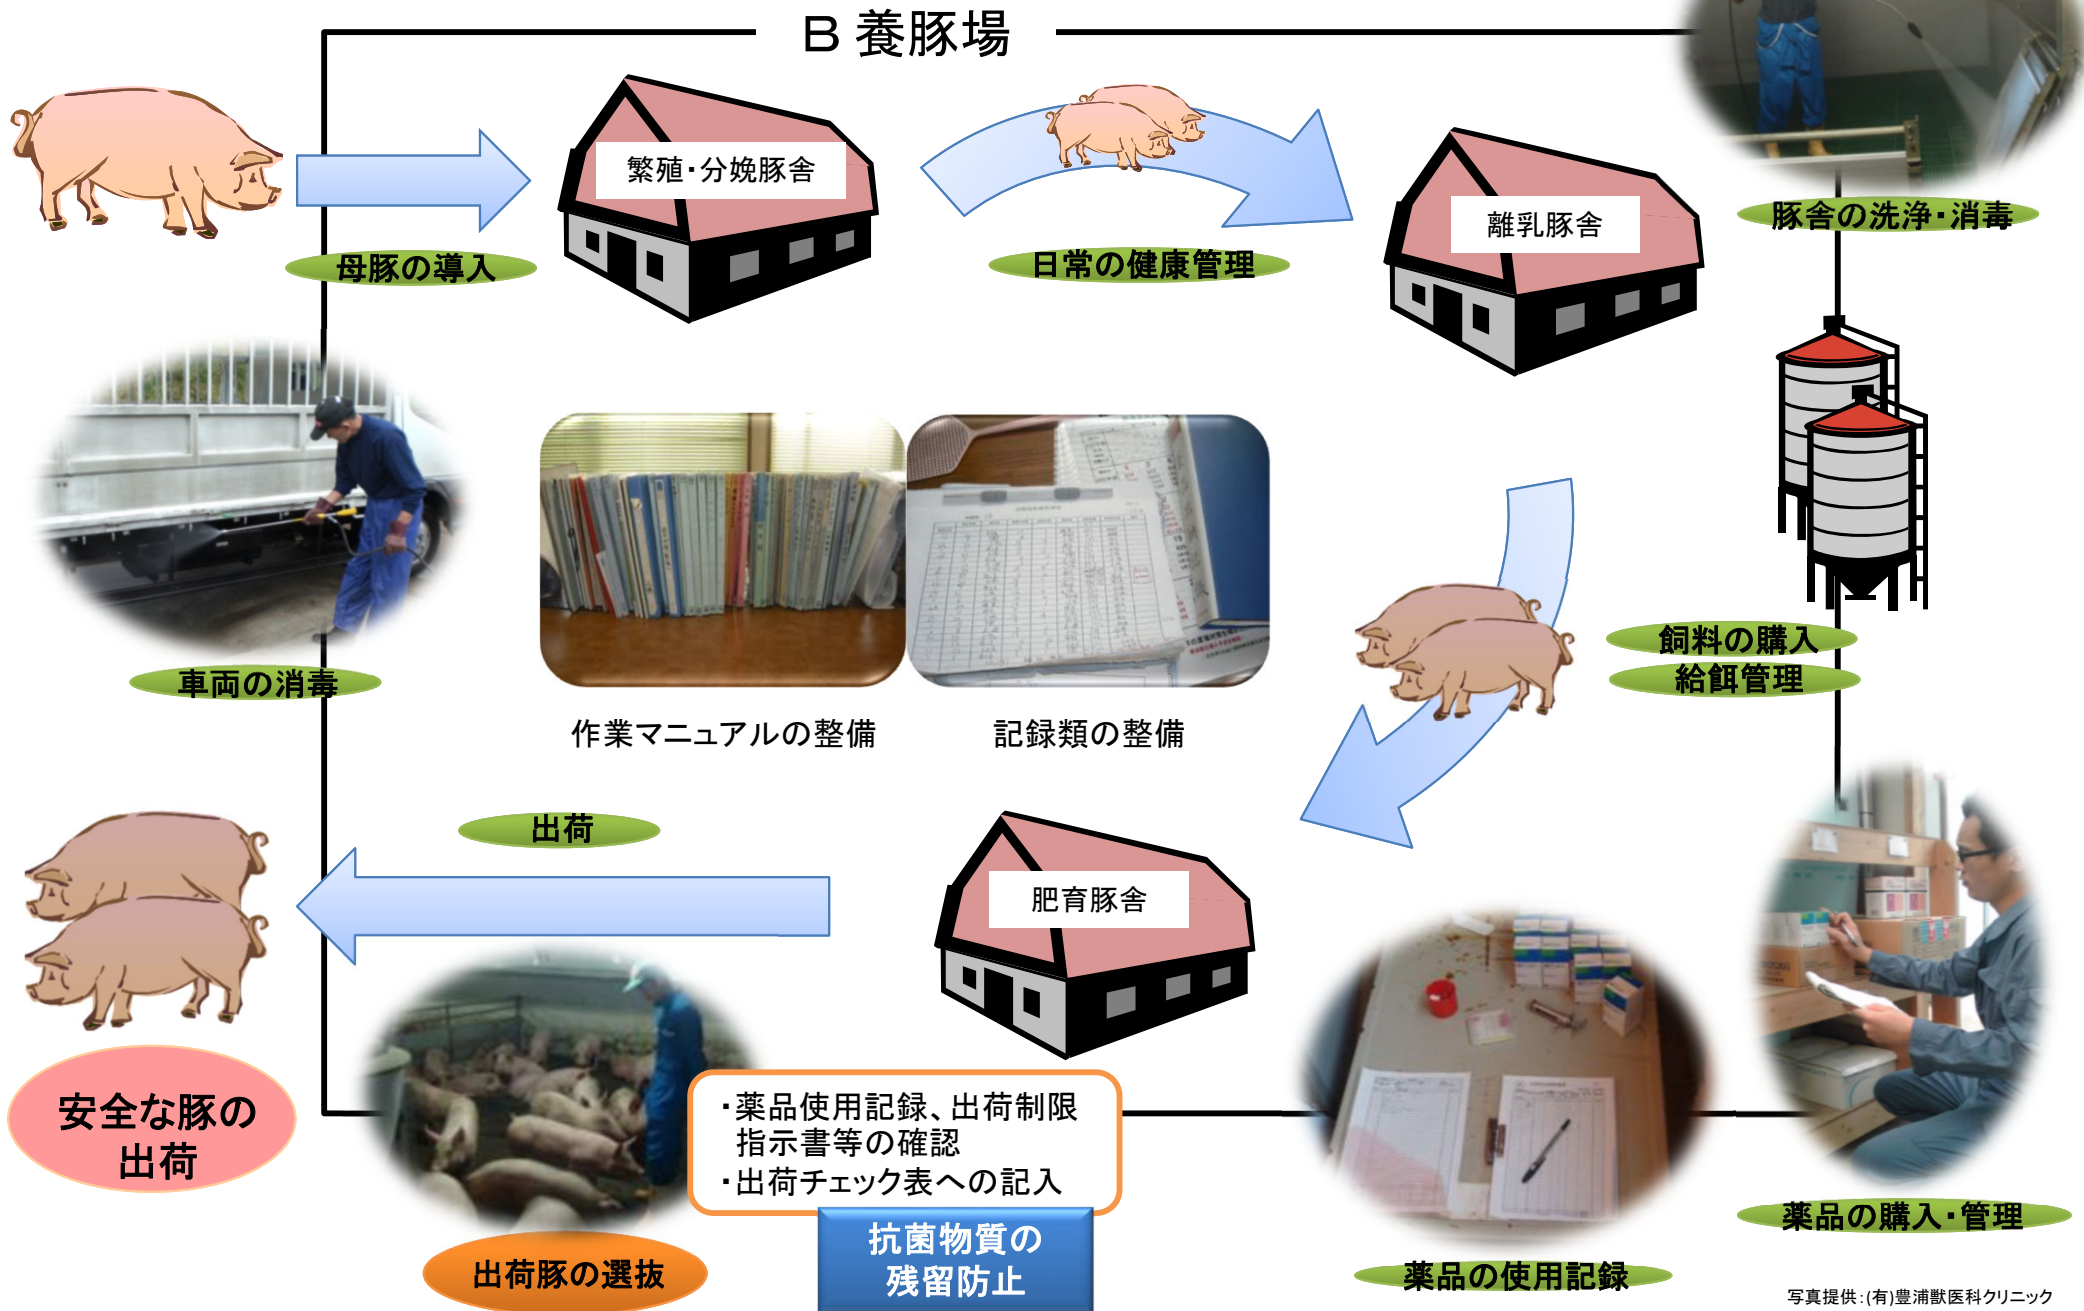 B 養豚場
繁殖・分娩豚舎
離乳豚舎
豚舎の洗浄・消毒
母豚の導入
日常の健康管理
飼料の購入
給餌管理
車両の消毒
作業マニュアルの整備
記録類の整備
出荷
肥育豚舎
安全な豚の
出荷
・薬品使用記録、出荷制限
指示書等の確認
・出荷チェック表への記入
抗菌物質の
残留防止
出荷豚の選抜
薬品の使用記録
薬品の購入・管理
写真提供:(有)豊浦獣医科クリニック